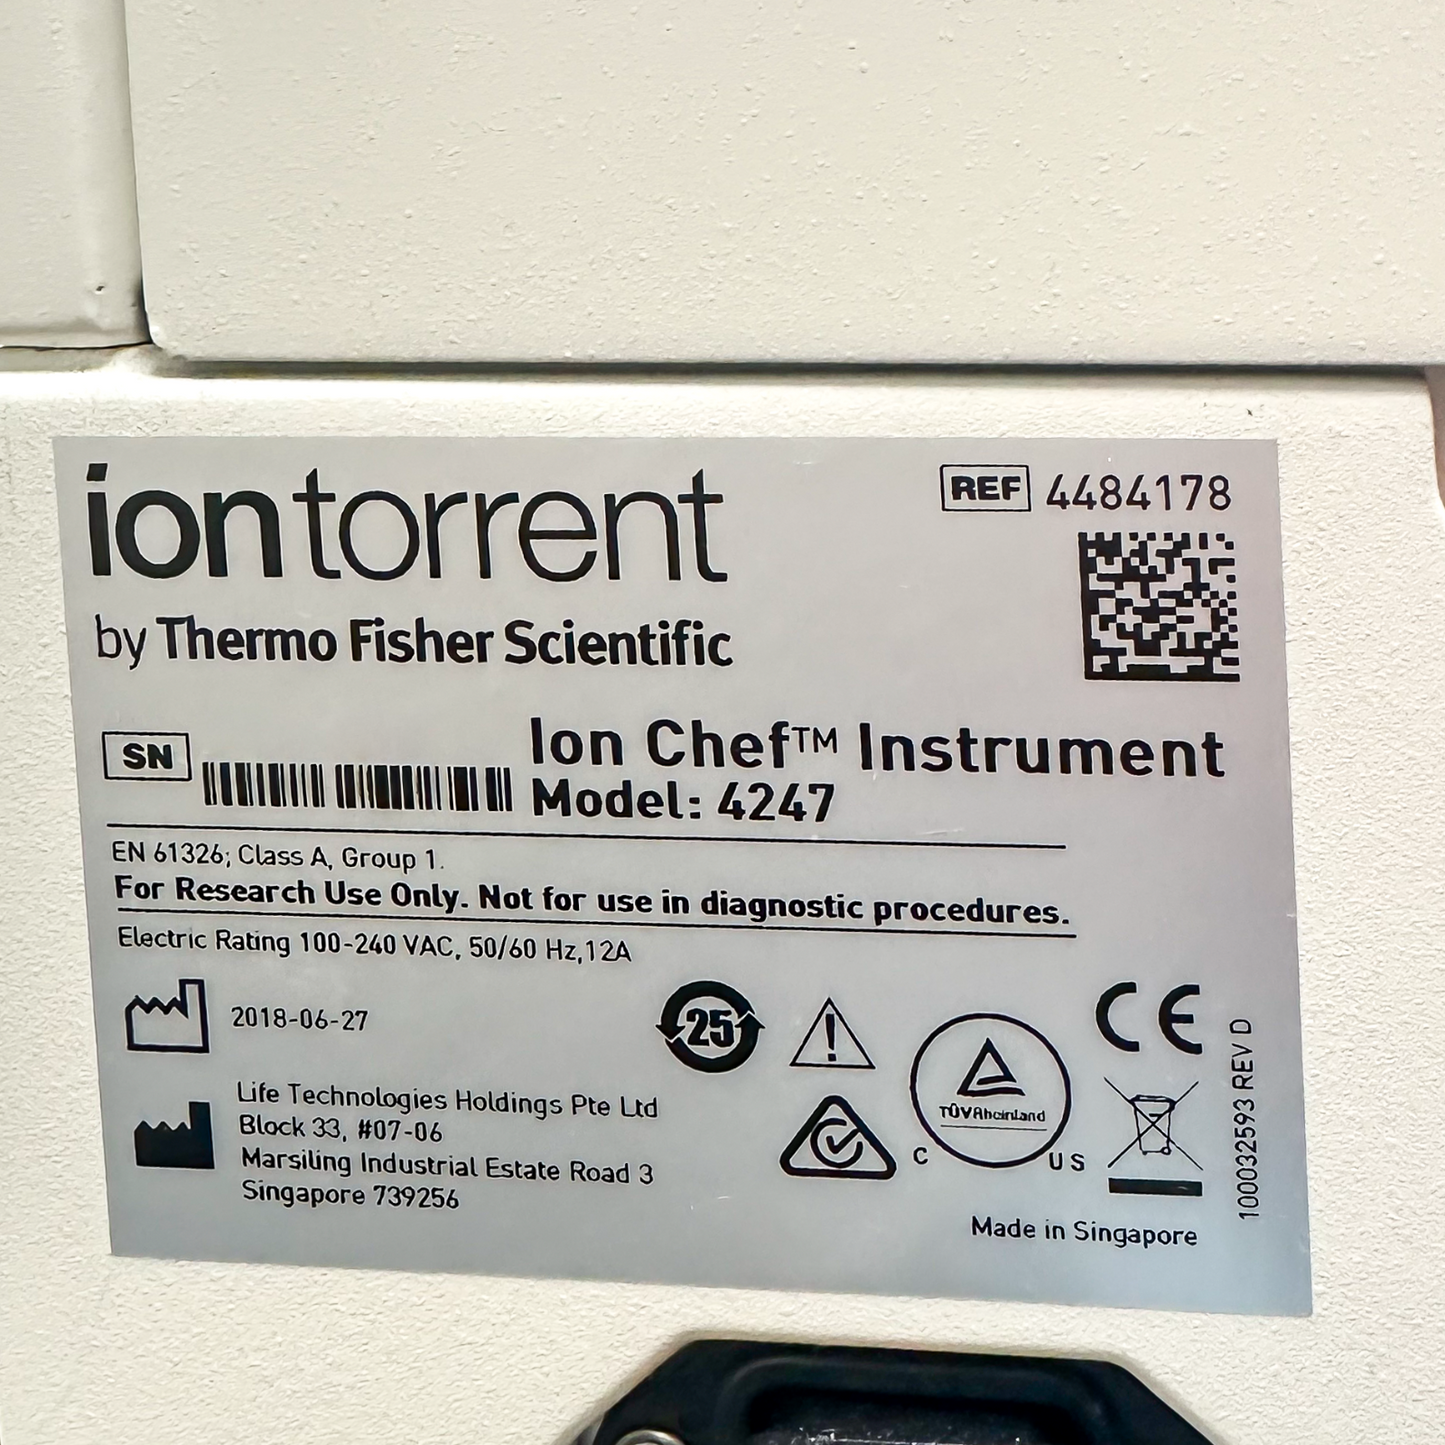 iontorrent
by Thermo Fisher Scientific
REF 4484178
SN
Ion Chef™ Instrument
Model: 4247
EN 61326; Class A, Group 1.
For Research Use Only. Not for use in diagnostic procedures.
Electric Rating 100-240 VAC, 50/60 Hz,12A
2018-06-27
25
Life Technologies Holdings Pte Ltd
Block 33, #07-06
Marsiling Industrial Estate Road 3
Singapore 739256
TÜVRheinland
C US
CE
100032593 REV D
Made in Singapore